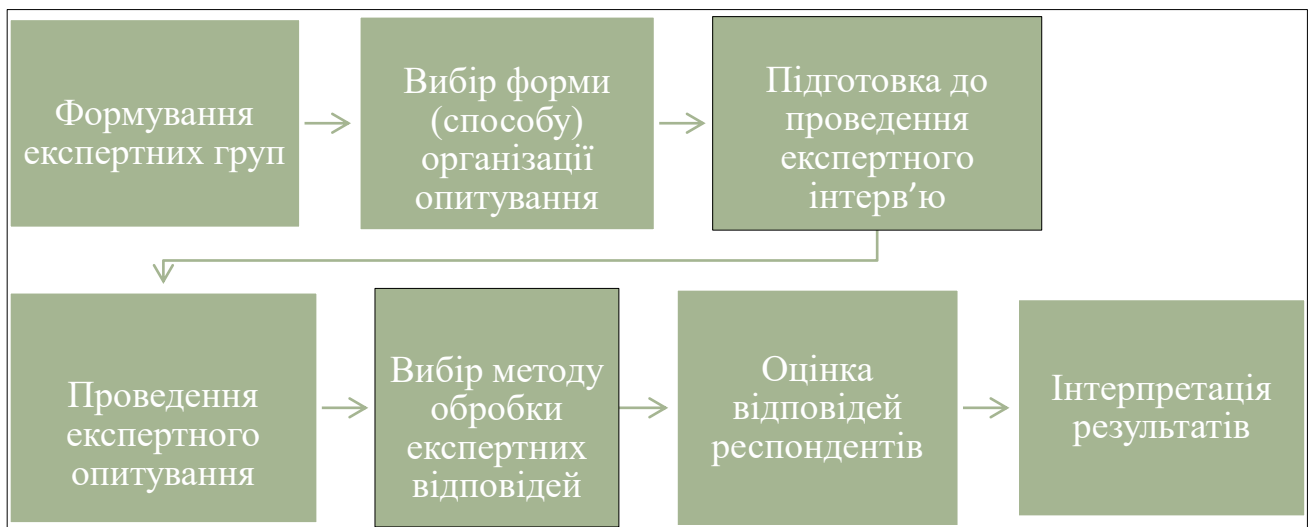 Формування
експертних груп
Вибір форми
(способу)
організації
опитування
Підготовка до
проведення
експертного
інтерв’ю
Проведення
експертного
опитування
Вибір методу
обробки
експертних
відповідей
Оцінка
відповідей
респондентів
Інтерпретація
результатів